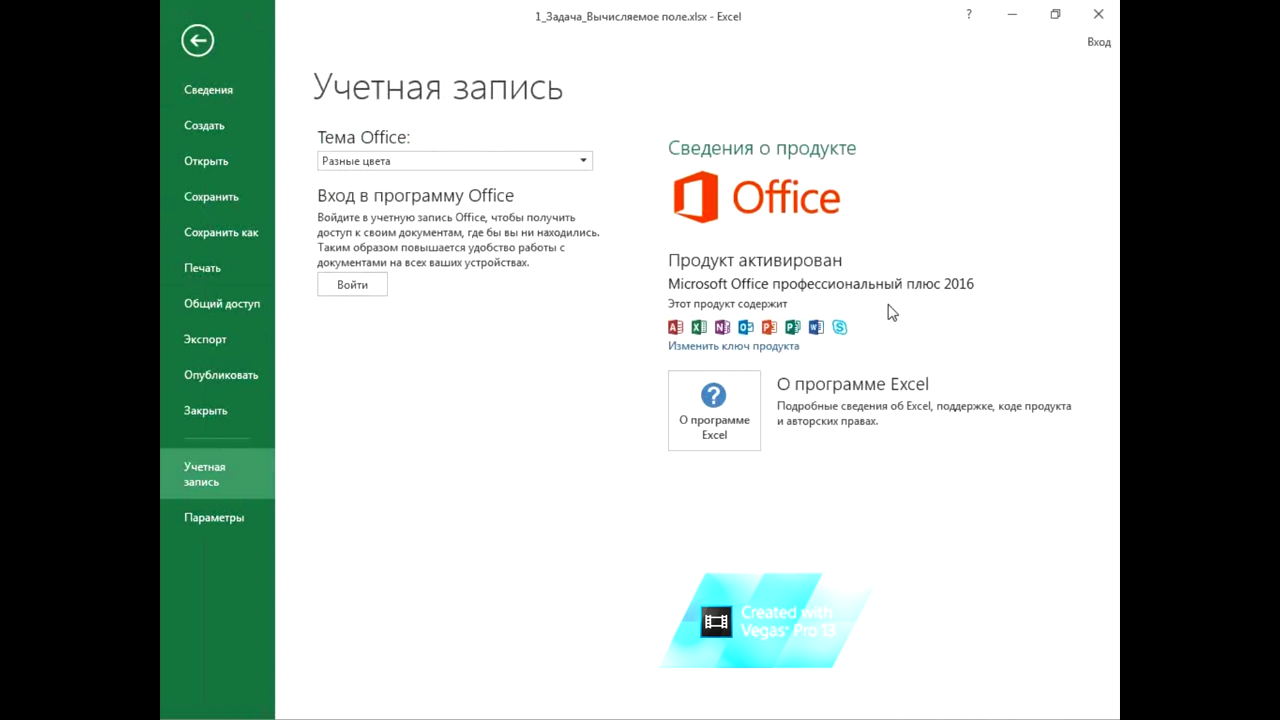 1_Задача_Вычисляемое поле.xlsx - Excel
?
Вход
Сведения
Создать
Открыть
Сохранить
Сохранить как
Печать
Общий доступ
Экспорт
Опубликовать
Закрыть
Учетная
запись
Параметры
Учетная запись
Тема Office:
Разные цвета
Вход в программу Office
Войдите в учетную запись Office, чтобы получить
доступ к своим документам, где бы вы ни находились.
Таким образом повышается удобство работы с
документами на всех ваших устройствах.
Войти
Сведения о продукте
Office
Продукт активирован
Microsoft Office профессиональный плюс 2016
Этот продукт содержит
Изменить ключ продукта
?
О программе
Excel
О программе Excel
Подробные сведения об Excel, поддержке, коде продукта
и авторских правах.
Created with
Vegas® Pro 13